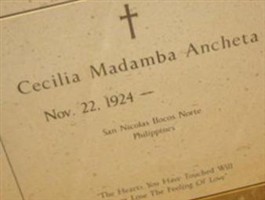 Cecilia Madamba Ancheta
Nov. 22, 1924 —
San Nicolas Ilocos Norte
Philippines
"The Hearts You Have Touched Will
Lose The Feeling Of Love"